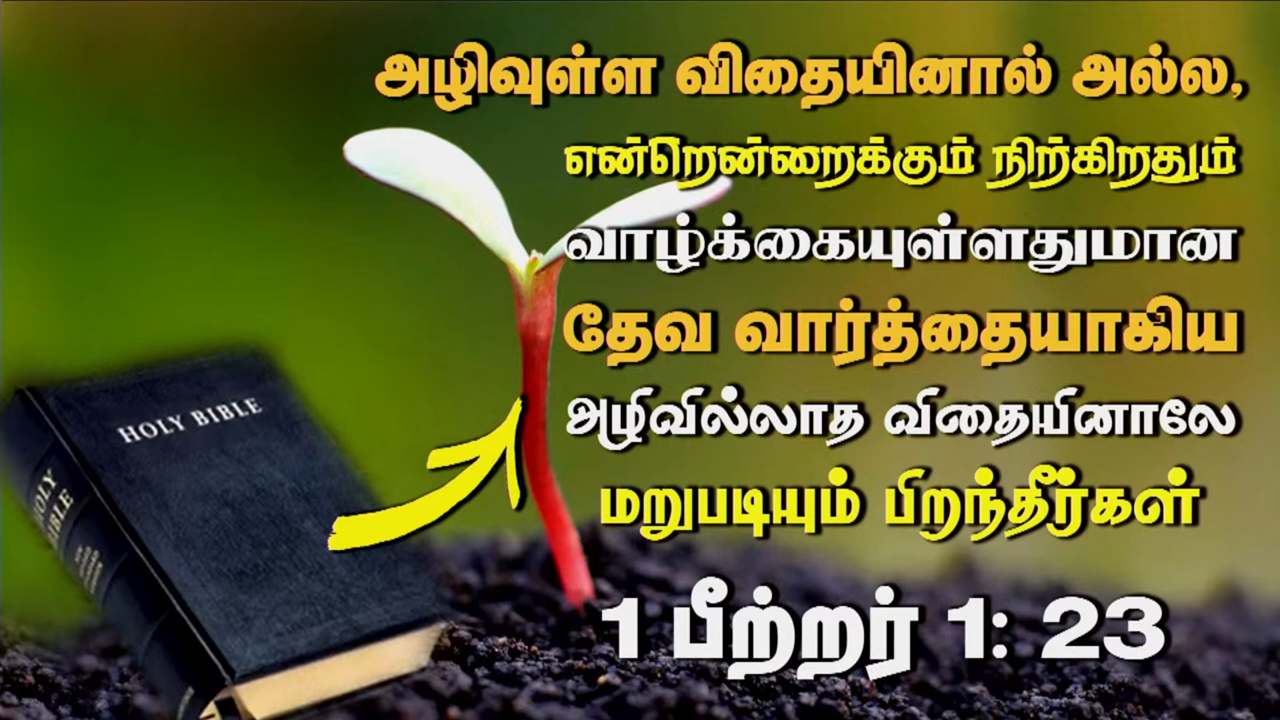 அழிவுள்ள விதையினால் அல்ல,
என்றென்றைக்கும் நிற்கிறதும்
வாழ்க்கையுள்ளதுமான
தேவ வார்த்தையாகிய
அழிவில்லாத விதையினாலே
மறுபடியும் பிறந்தீர்கள்
1 பீற்றர் 1: 23
HOLY BIBLE
HOLY
BIBLE